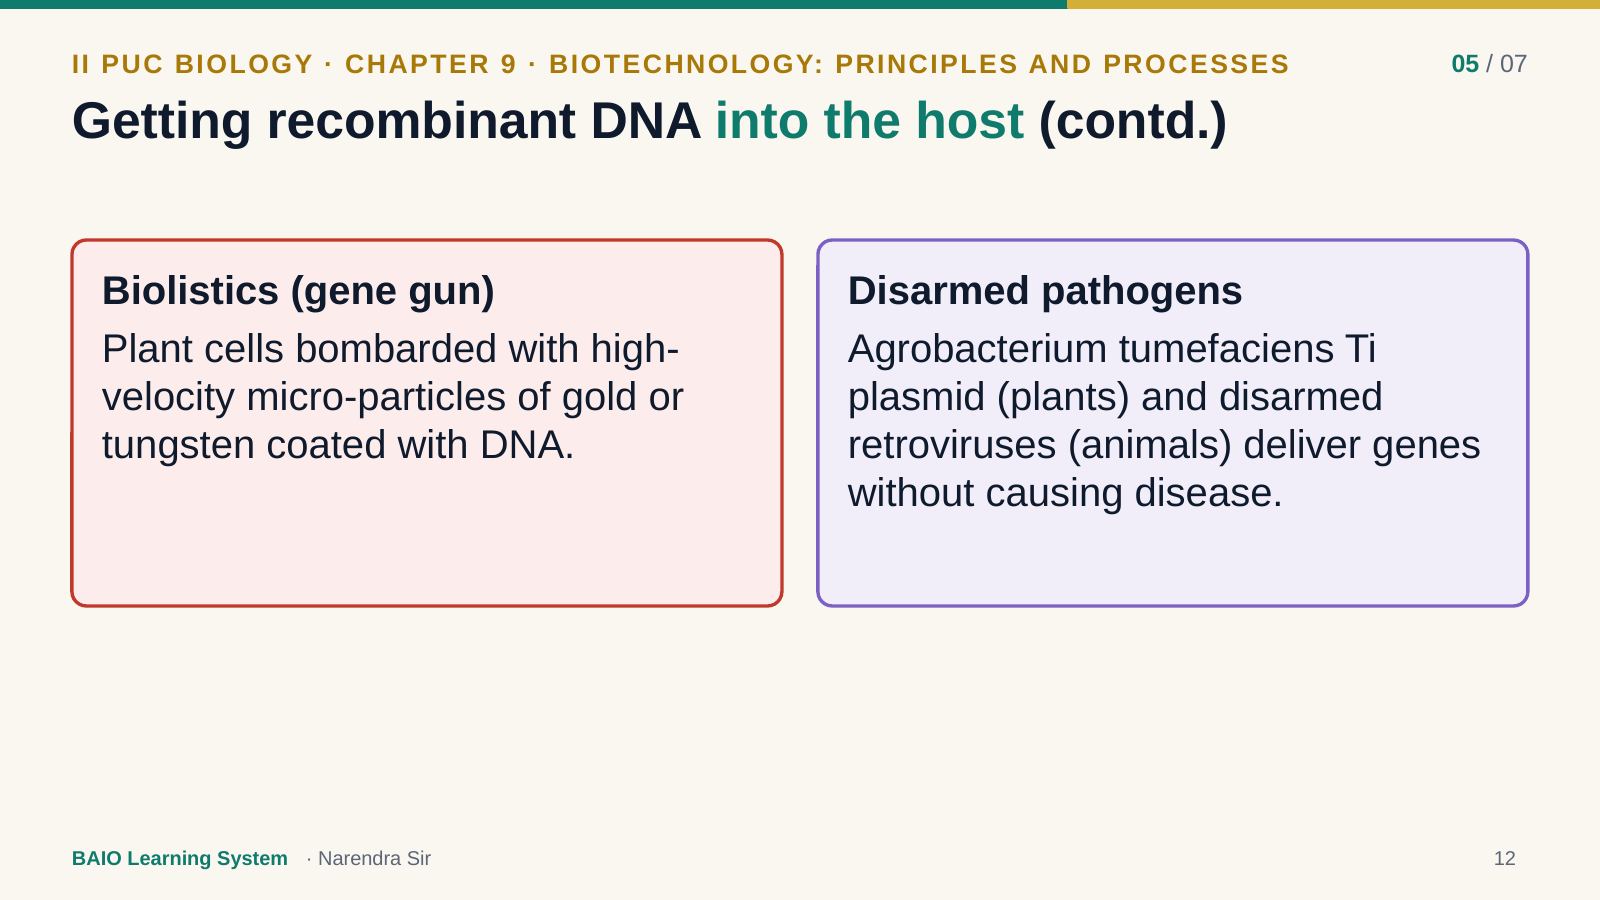 II PUC BIOLOGY · CHAPTER 9 · BIOTECHNOLOGY: PRINCIPLES AND PROCESSES
05 / 07
Getting recombinant DNA into the host (contd.)
Biolistics (gene gun)
Plant cells bombarded with high-
velocity micro-particles of gold or
tungsten coated with DNA.
Disarmed pathogens
Agrobacterium tumefaciens Ti
plasmid (plants) and disarmed
retroviruses (animals) deliver genes
without causing disease.
BAIO Learning System · Narendra Sir
12